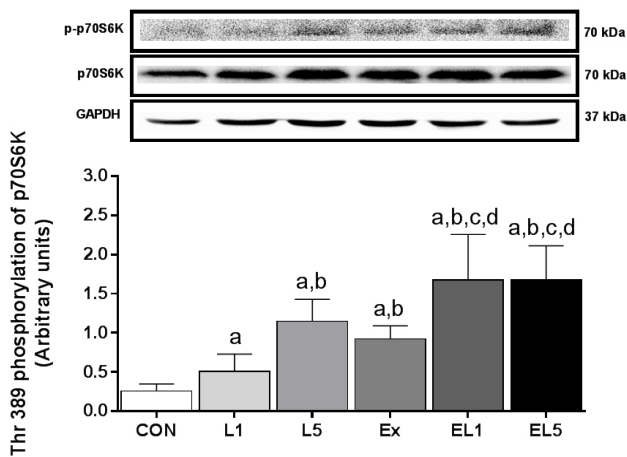 p-p70S6K 70 kDa
p70S6K 70 kDa
GAPDH 37 kDa
Thr 389 phosphorylation of p70S6K
(Arbitrary units)
3.0
2.5
2.0
1.5
1.0
0.5
0.0
a
a,b
a,b
a,b,c,d
a,b,c,d
CON L1 L5 Ex EL1 EL5